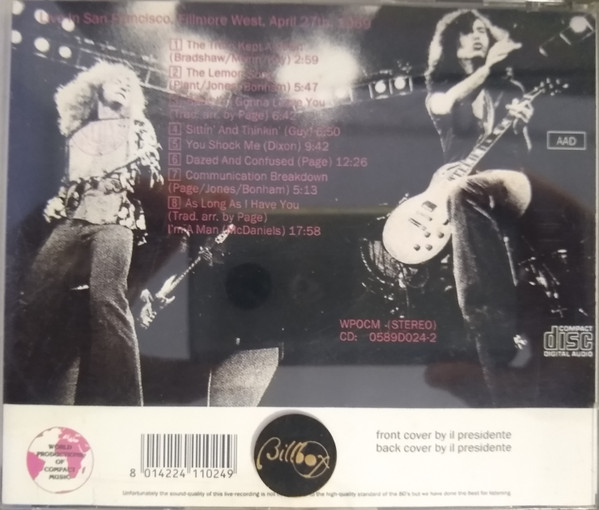 Live In San Francisco, Fillmore West, April 27th, 1969
1 The Train Kept A Rollin'
(Bradshaw/Mann/Kay) 2:59
2 The Lemon Song
(Plant/Jones/Bonham) 5:47
Gonna Leave You
(Trad. arr. by Page) 6:42
4 Sittin' And Thinkin' (Guy) 6:50
5 You Shock Me (Dixon) 9:42
6 Dazed And Confused (Page) 12:26
7 Communication Breakdown
(Page/Jones/Bonham) 5:13
8 As Long As I Have You
(Trad. arr. by Page)
I'm A Man (McDaniels) 17:58
AAD
WPOCM -(STEREO)
CD: 0589D024-2
COMPACT
disc
DIGITAL AUDIO
WORLD
PRODUCTIONS
OF
COMPACT
MUSIC
8 014224 110249
Billbox
front cover by il presidente
back cover by il presidente
Unfortunately the sound-quality of this live-recording is not the high-quality standard of the 80's but we have done the best for listening